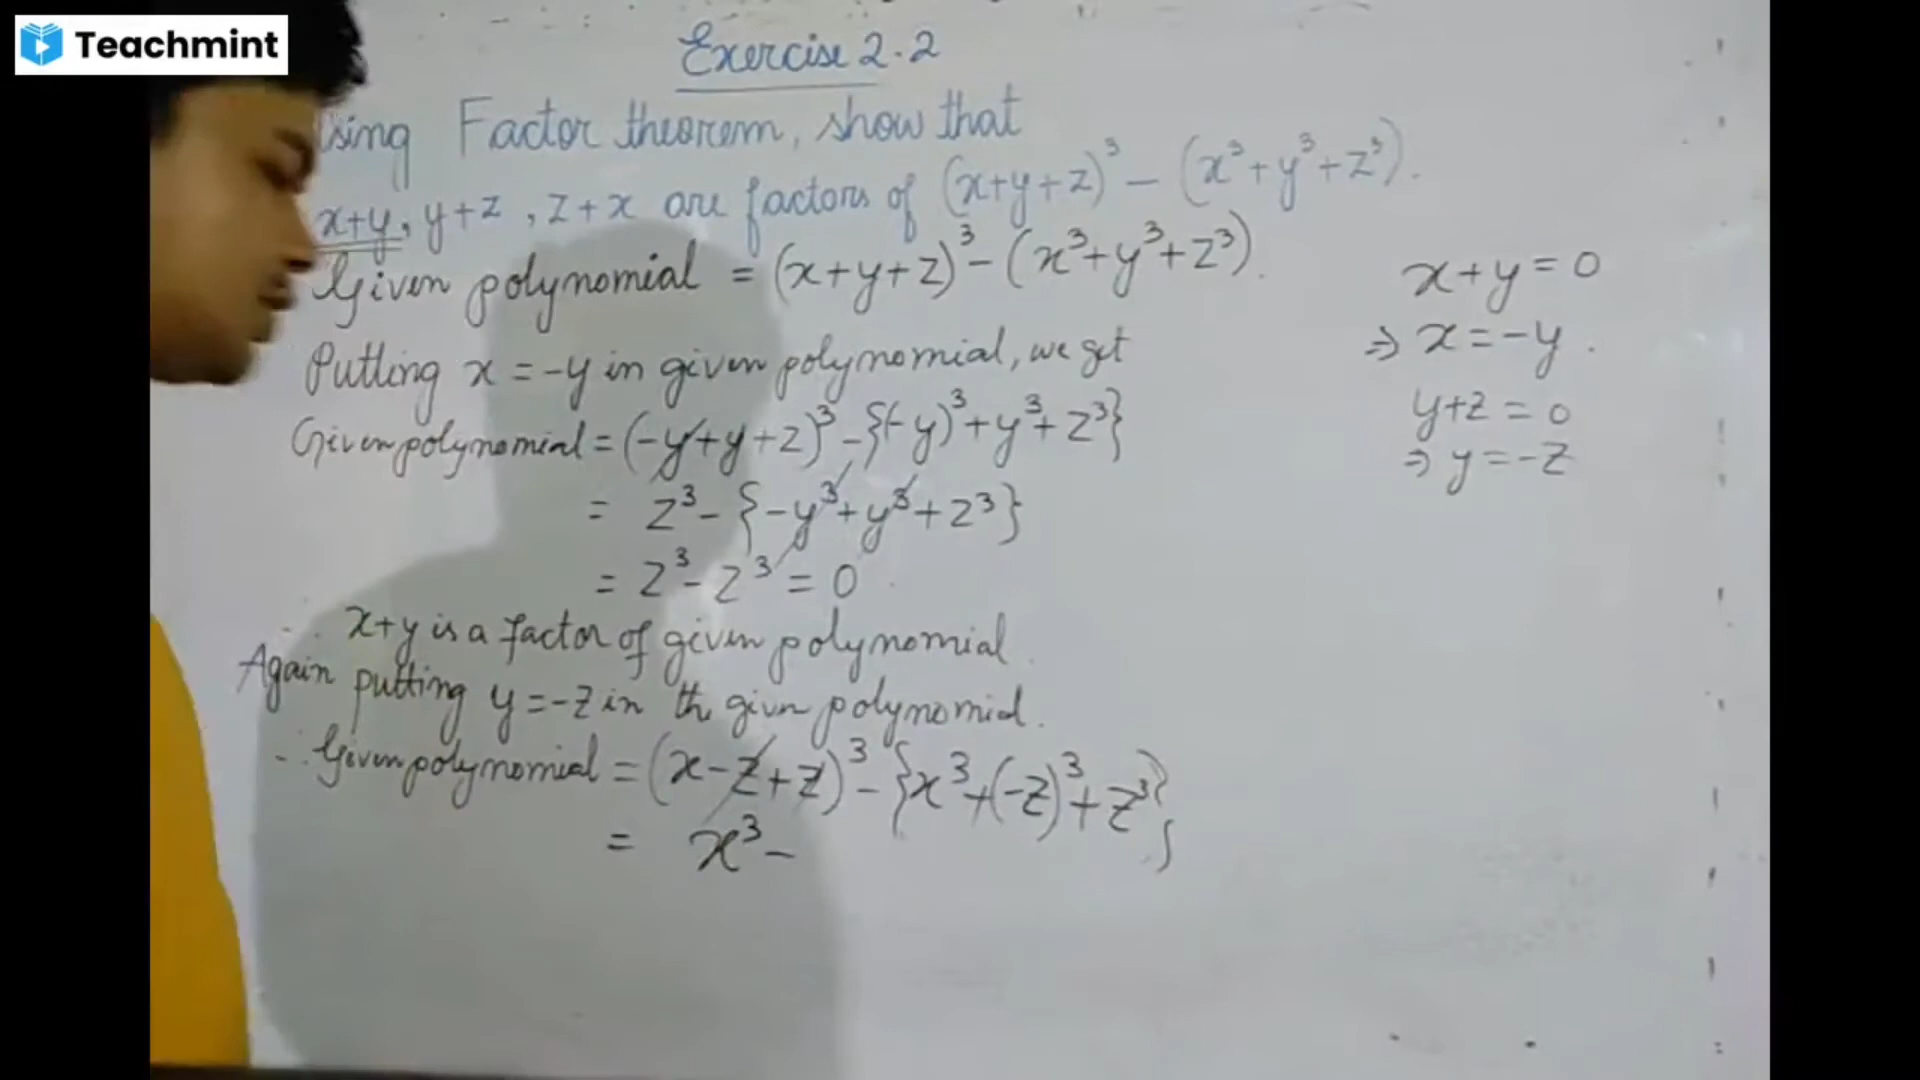 Teachmint
Exercise 2.2
Using Factor theorem, show that
x+y, y+z, z+x are factors of (x+y+z)³ - (x³+y³+z³).
Given polynomial = (x+y+z)³ - (x³+y³+z³).
Putting x = -y in given polynomial, we get
Given polynomial = (-y+y+z)³ - {(-y)³+y³+z³}
= z³ - {-y³+y³+z³}
= z³ - z³ = 0
∴ x+y is a factor of given polynomial.
Again putting y = -z in th given polynomial.
∴ Given polynomial = (x-z+z)³ - {x³+(-z)³+z³}
= x³ -
x+y = 0
⇒ x = -y.
y+z = 0
⇒ y = -z